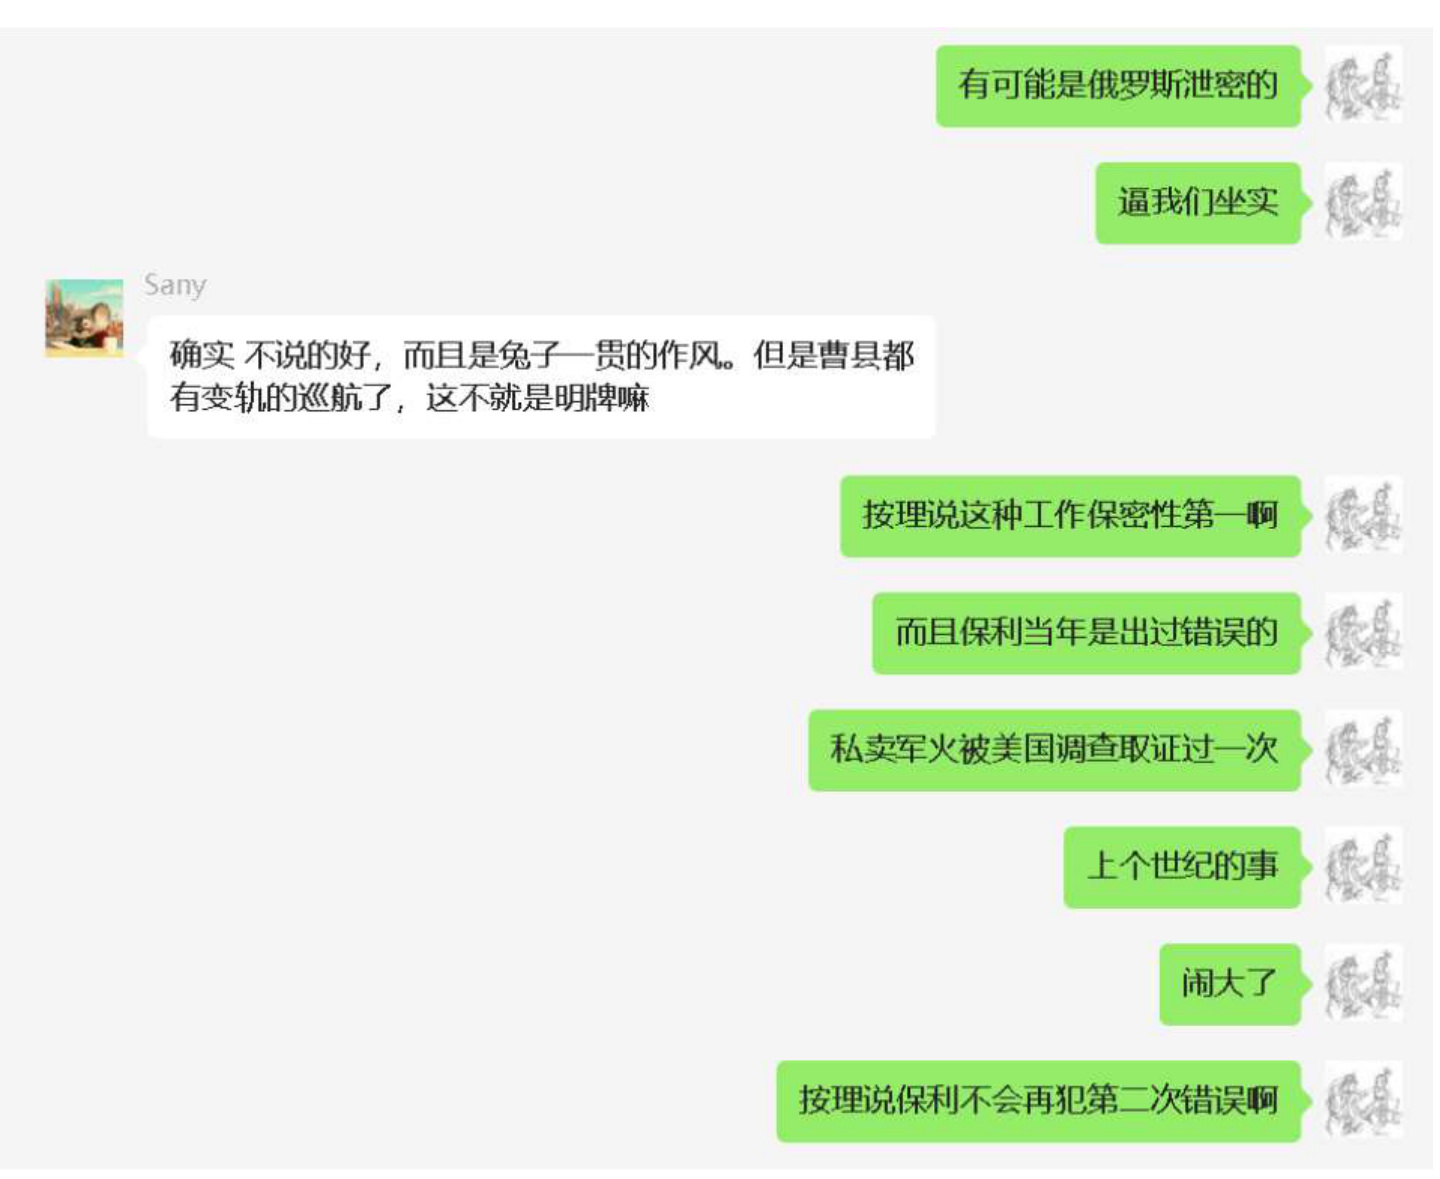 有可能是俄罗斯泄密的
逼我们坐实
Sany
确实 不说的好，而且是兔子一贯的作风。但是曹县都
有变轨的巡航了，这不就是明牌嘛
按理说这种工作保密性第一啊
而且保利当年是出过错误的
私卖军火被美国调查取证过一次
上个世纪的事
闹大了
按理说保利不会再犯第二次错误啊